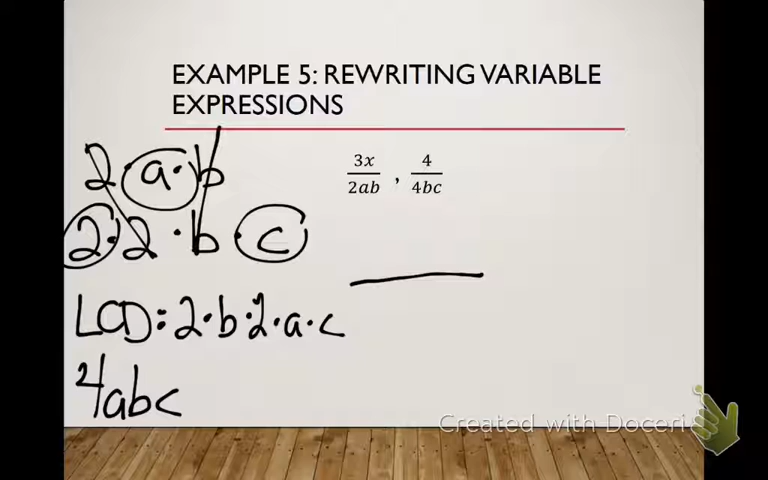 EXAMPLE 5: REWRITING VARIABLE
EXPRESSIONS
3x/2ab , 4/4bc
2·a·b
2·2·b·c
LCD: 2·b·2·a·c
4abc
Created with Doceri